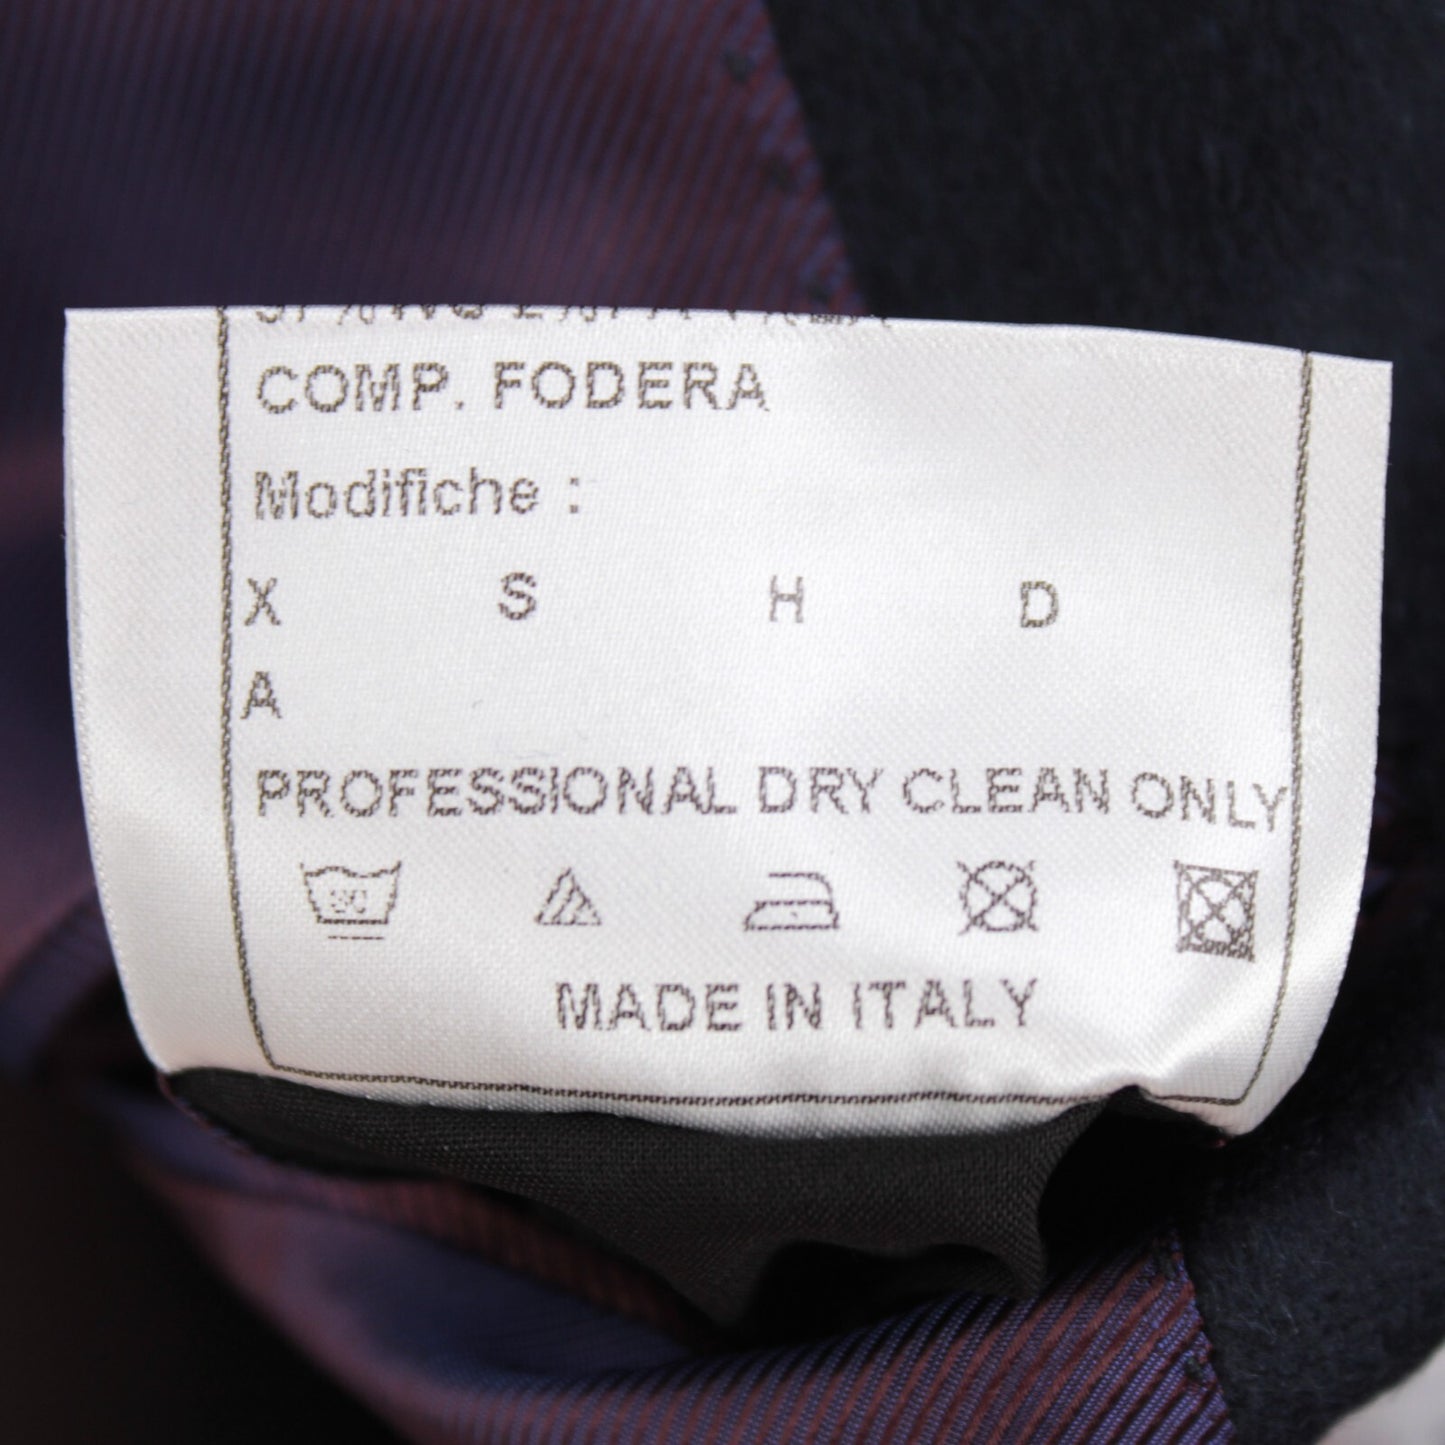 COMP. FODERA
Modifiche :
X S H D
A
PROFESSIONAL DRY CLEAN ONLY
MADE IN ITALY